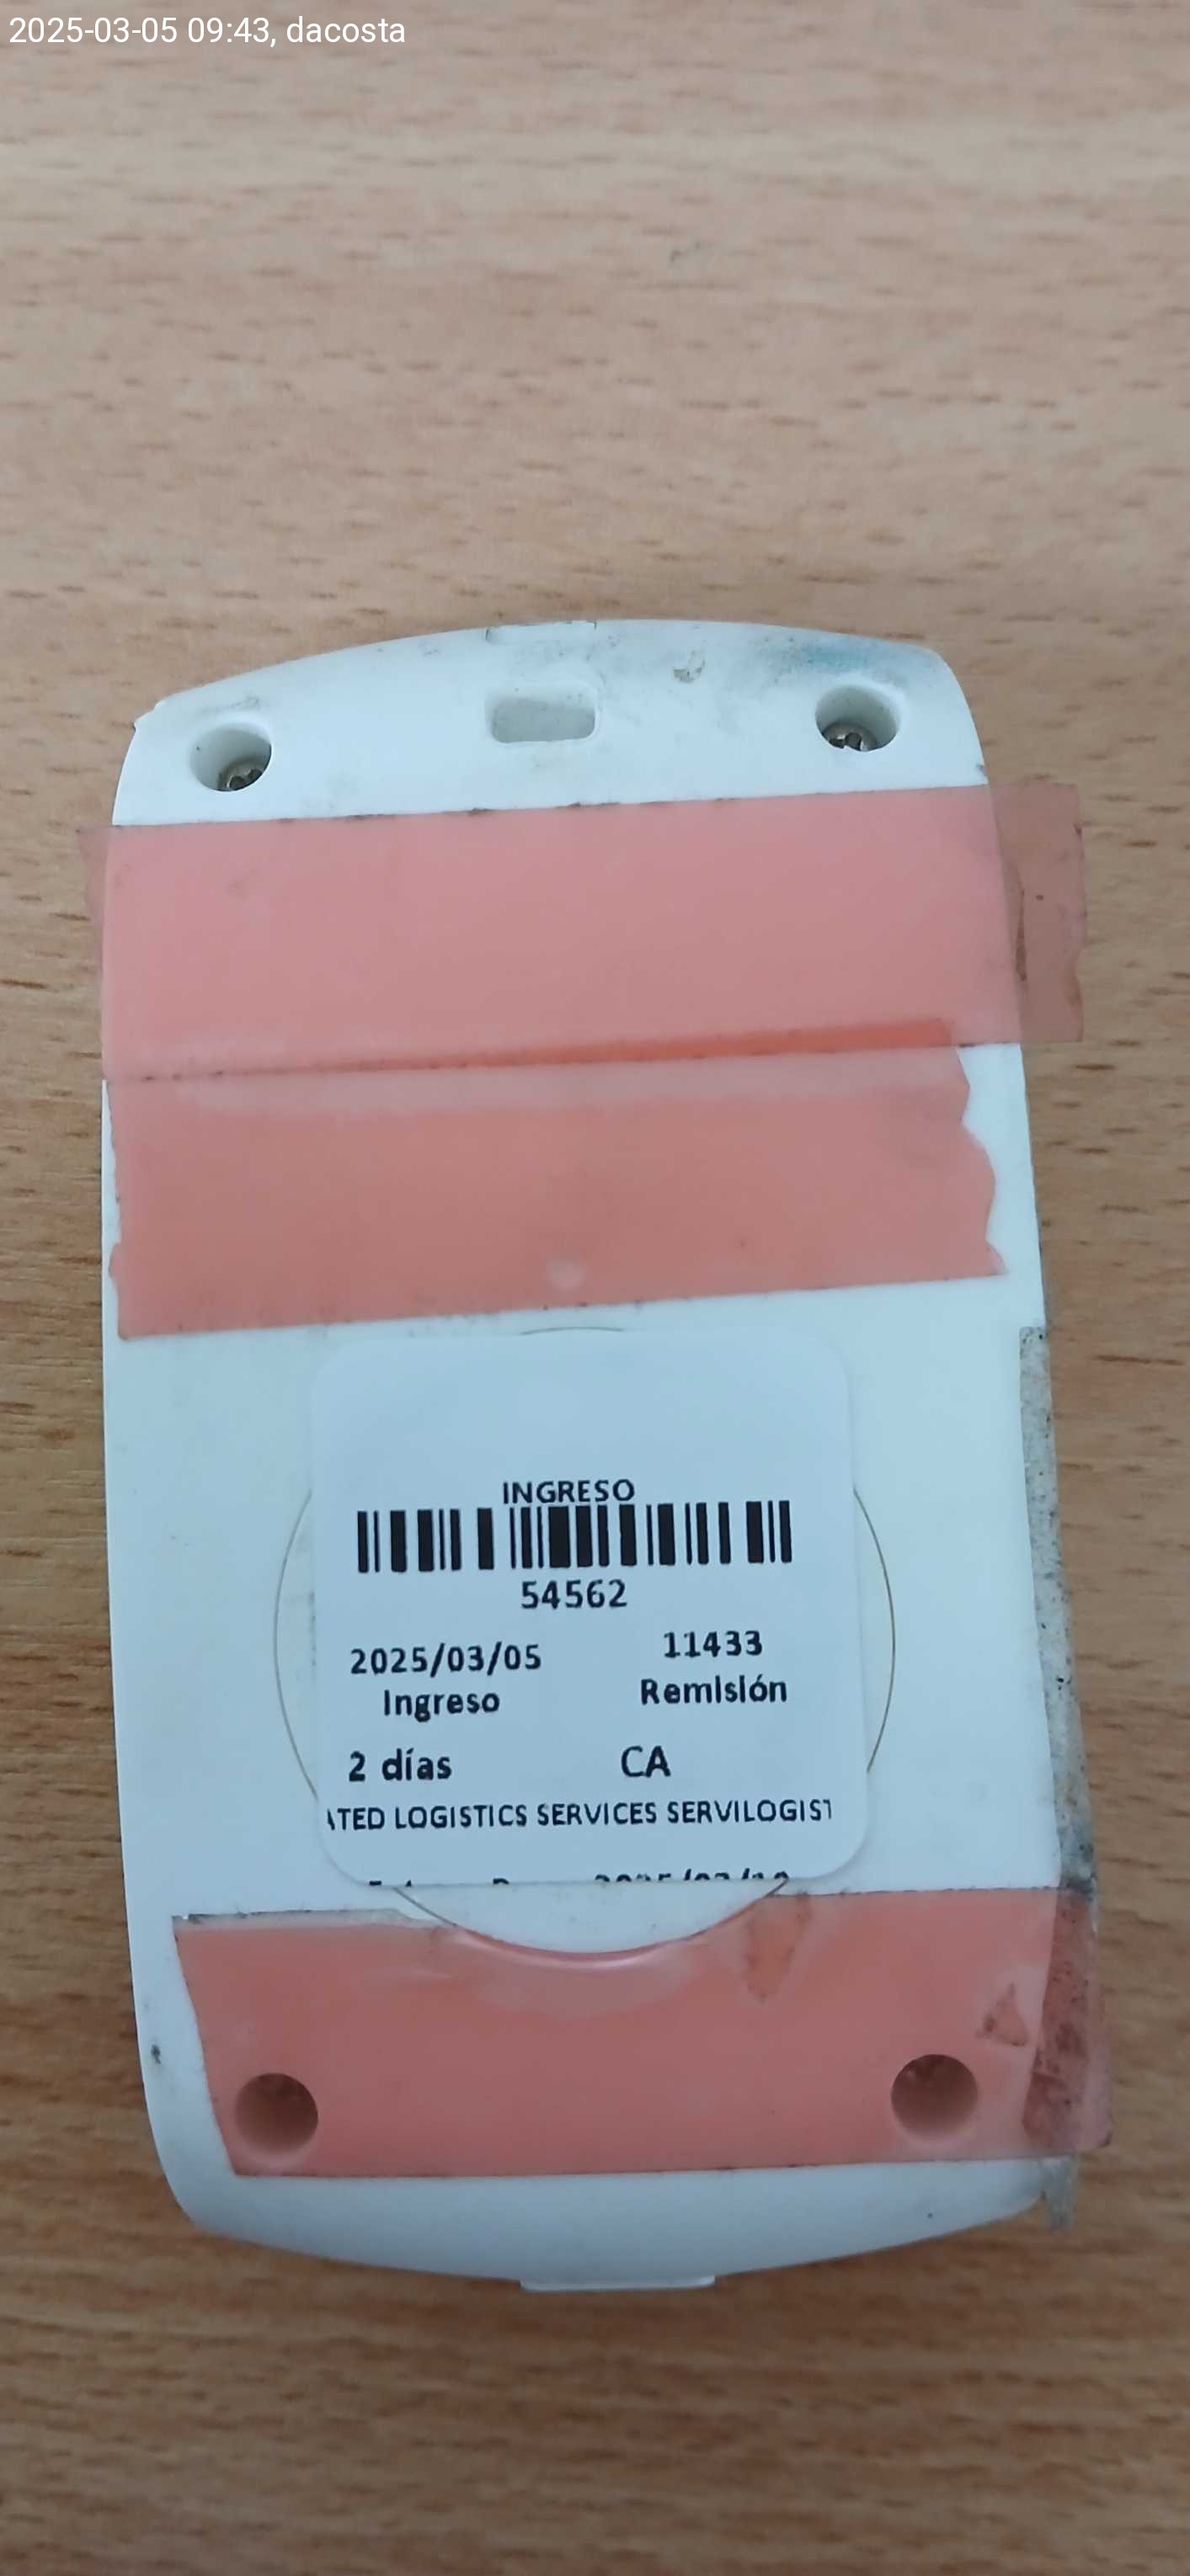 2025-03-05 09:43, dacosta
INGRESO
54562
2025/03/05 11433
Ingreso Remisión
2 días CA
ATED LOGISTICS SERVICES SERVILOGIST